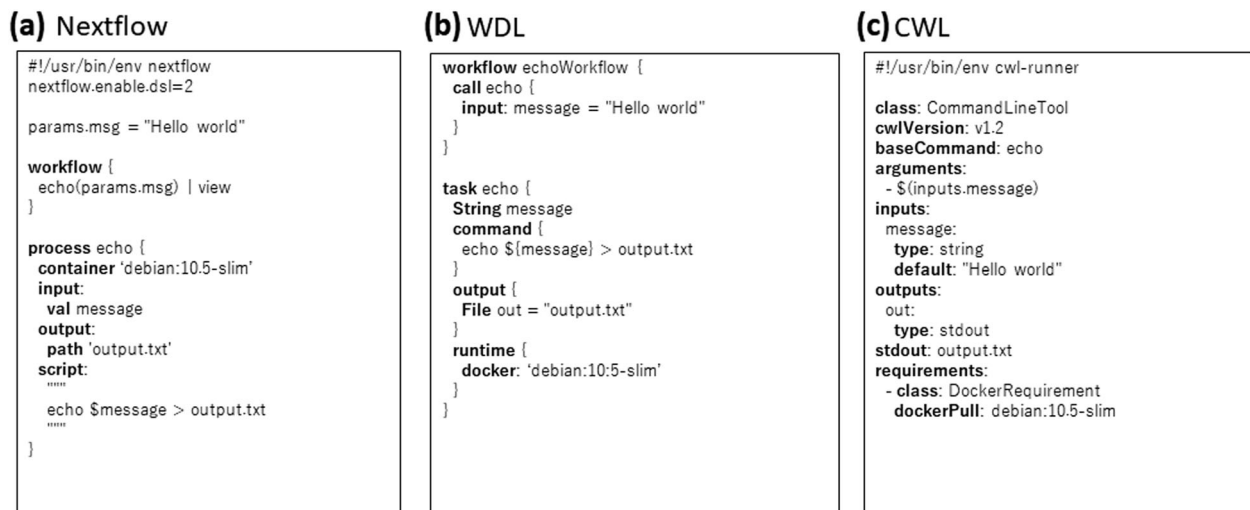 (a) Nextflow
#!/usr/bin/env nextflow
nextflow.enable.dsl=2
params.msg = "Hello world"
workflow {
echo(params.msg) | view
}
process echo {
container ‘debian:10.5-slim’
input:
val message
output:
path 'output.txt'
script:
"""
echo $message > output.txt
"""
}
(b) WDL
workflow echoWorkflow {
call echo {
input: message = "Hello world"
}
}
task echo {
String message
command {
echo ${message} > output.txt
}
output {
File out = "output.txt"
}
runtime {
docker: ‘debian:10:5-slim’
}
}
(c) CWL
#!/usr/bin/env cwl-runner
class: CommandLineTool
cwlVersion: v1.2
baseCommand: echo
arguments:
- $(inputs.message)
inputs:
message:
type: string
default: "Hello world"
outputs:
out:
type: stdout
stdout: output.txt
requirements:
- class: DockerRequirement
dockerPull: debian:10.5-slim